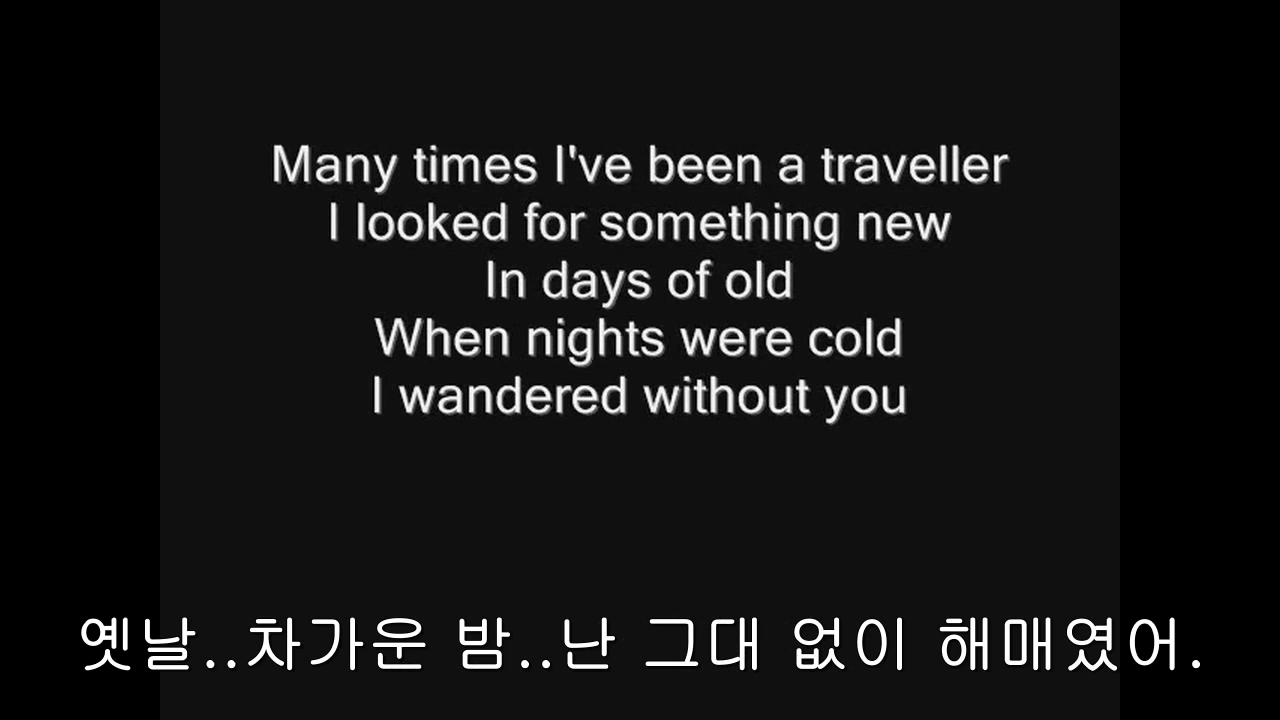 Many times I've been a traveller
I looked for something new
In days of old
When nights were cold
I wandered without you
옛날..차가운 밤..난 그대 없이 해매였어.